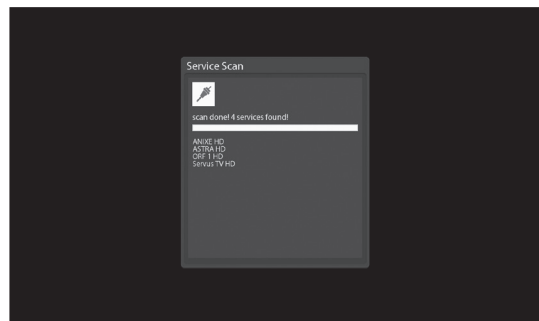 Service Scan
scan done! 4 services found!
ANIXE HD
ASTRA HD
ORF 1 HD
Servus TV HD